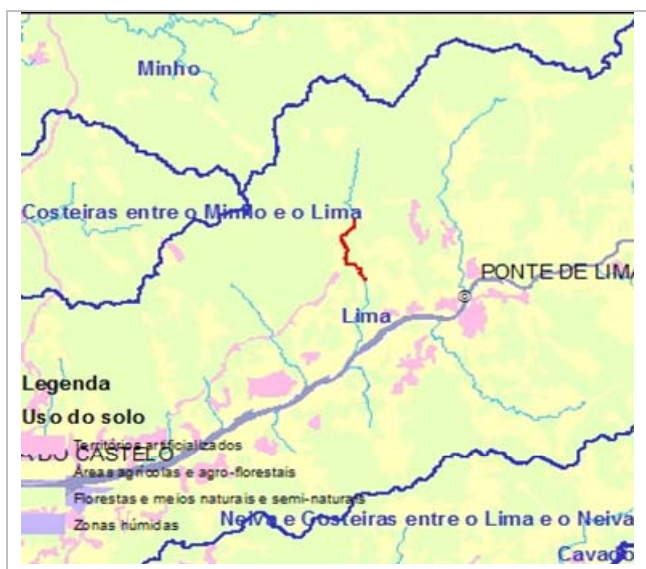 Minho
Costeiras entre o Minho e o Lima
PONTE DE LIMA
Lima
Legenda
Uso do solo
Territórios artificializados
DO CASTELO
Áreas agrícolas e agro-florestais
Florestas e meios naturais e semi-naturais
Zonas húmidas
Neiva e Costeiras entre o Lima e o Neiva
Cavado